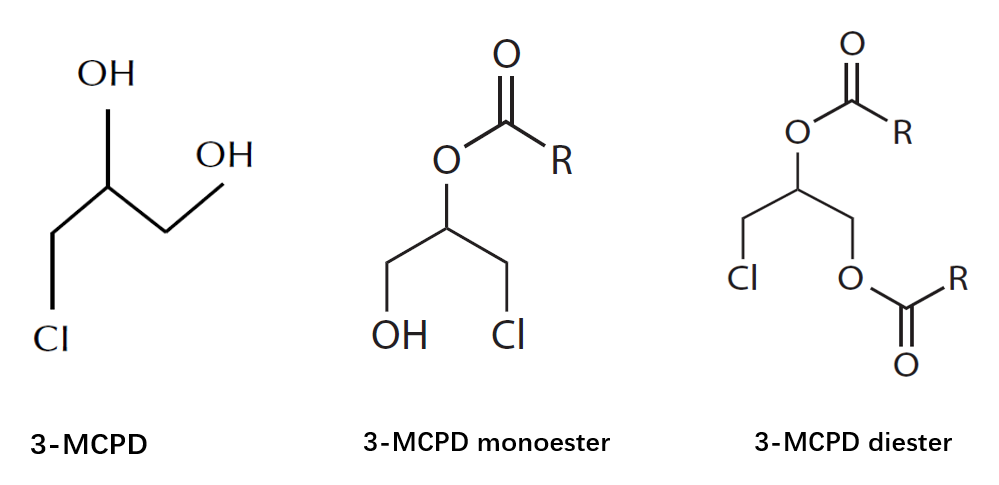 OH
OH
Cl
3-MCPD
O
O
R
OH
Cl
3-MCPD monoester
O
O
R
Cl
O
R
O
3-MCPD diester